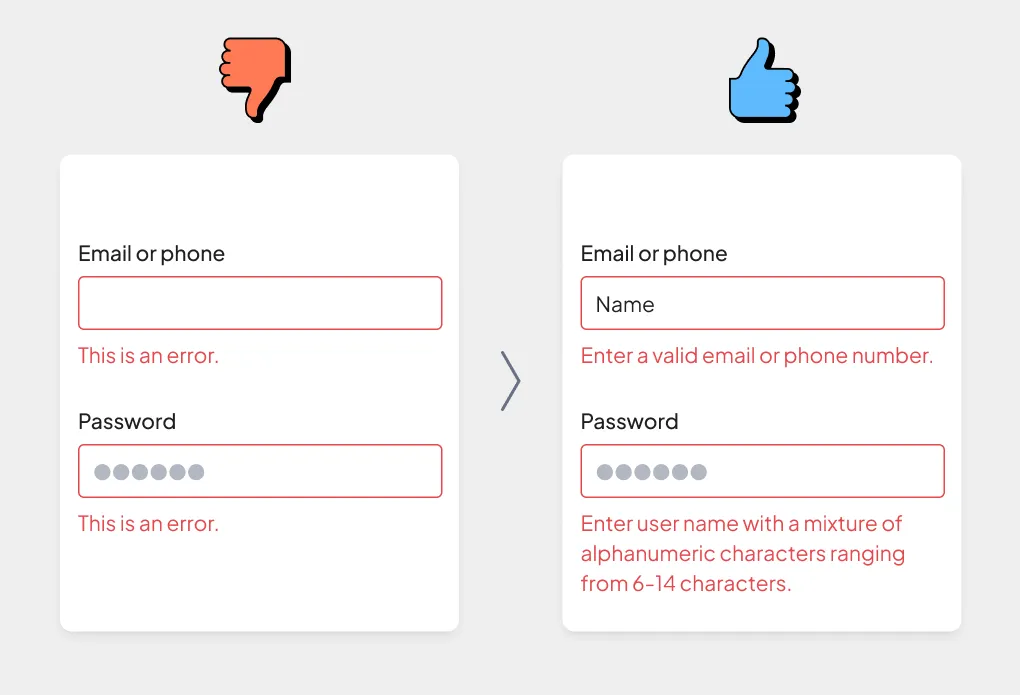 Email or phone
This is an error.
Password
This is an error.
Email or phone
Name
Enter a valid email or phone number.
Password
Enter user name with a mixture of
alphanumeric characters ranging
from 6-14 characters.